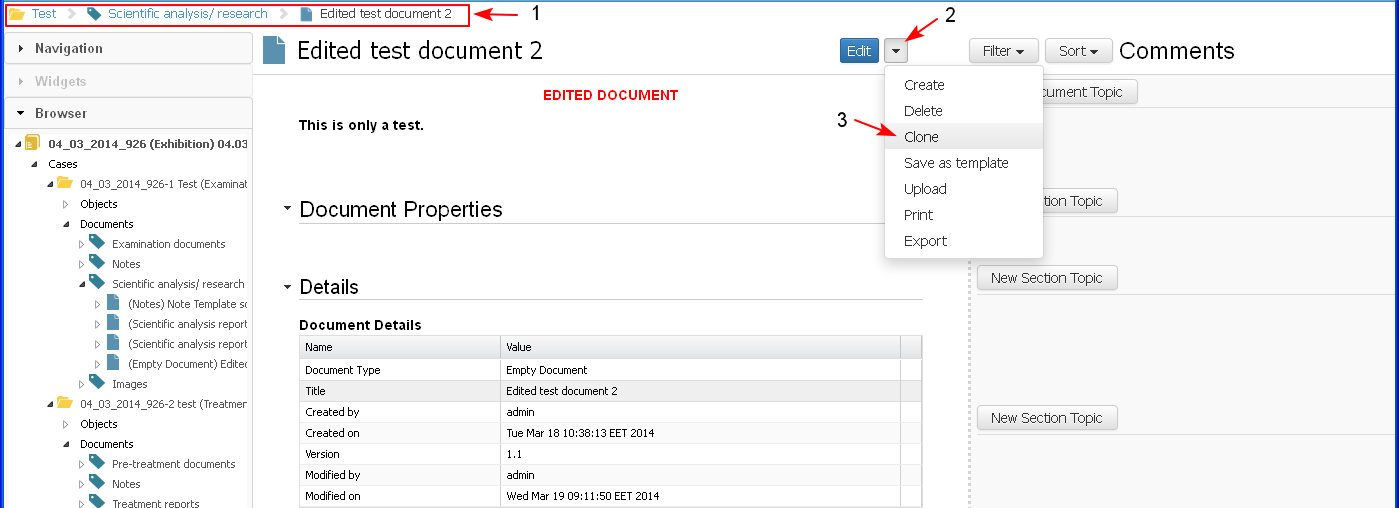 Test Scientific analysis/ research Edited test document 2 1
2
Navigation
Widgets
Browser
04_03_2014_926 (Exhibition) 04.03
Cases
04_03_2014_926-1 Test (Examinat
Objects
Documents
Examination documents
Notes
Scientific analysis/ research
(Notes) Note Template sc
(Scientific analysis report
(Scientific analysis report
(Empty Document) Edited
Images
04_03_2014_926-2 test (Treatment
Objects
Documents
Pre-treatment documents
Notes
Treatment reports
Edited test document 2
Edit
EDITED DOCUMENT
This is only a test.
Document Properties
Details
Document Details
Name Value
Document Type Empty Document
Title Edited test document 2
Created by admin
Created on Tue Mar 18 10:38:13 EET 2014
Version 1.1
Modified by admin
Modified on Wed Mar 19 09:11:50 EET 2014
Create
Delete
3 Clone
Save as template
Upload
Print
Export
Filter Sort Comments
cument Topic
tion Topic
New Section Topic
New Section Topic